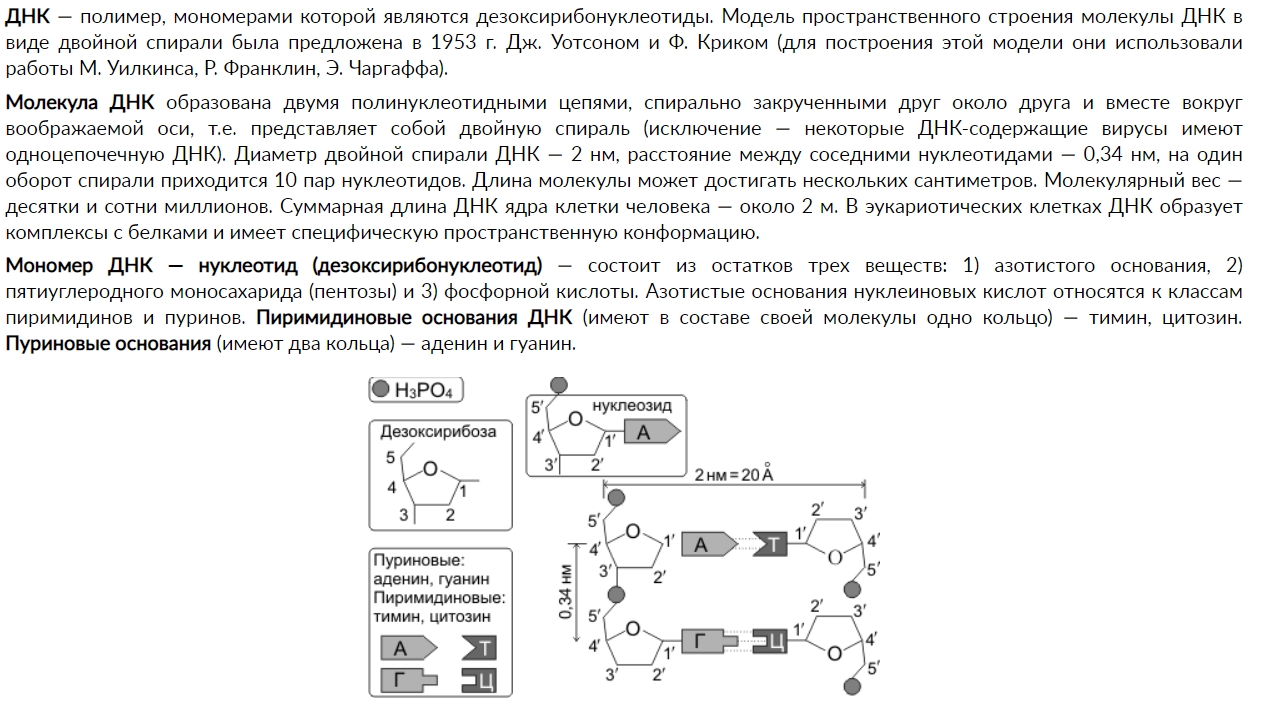 ДНК — полимер, мономерами которой являются дезоксирибонуклеотиды. Модель пространственного строения молекулы ДНК в
виде двойной спирали была предложена в 1953 г. Дж. Уотсоном и Ф. Криком (для построения этой модели они использовали
работы М. Уилкинса, Р. Франклин, Э. Чаргаффа).
Молекула ДНК образована двумя полинуклеотидными цепями, спирально закрученными друг около друга и вместе вокруг
воображаемой оси, т.е. представляет собой двойную спираль (исключение — некоторые ДНК-содержащие вирусы имеют
одноцепочечную ДНК). Диаметр двойной спирали ДНК — 2 нм, расстояние между соседними нуклеотидами — 0,34 нм, на один
оборот спирали приходится 10 пар нуклеотидов. Длина молекулы может достигать нескольких сантиметров. Молекулярный вес —
десятки и сотни миллионов. Суммарная длина ДНК ядра клетки человека — около 2 м. В эукариотических клетках ДНК образует
комплексы с белками и имеет специфическую пространственную конформацию.
Мономер ДНК — нуклеотид (дезоксирибонуклеотид) — состоит из остатков трех веществ: 1) азотистого основания, 2)
пятиуглеродного моносахарида (пентозы) и 3) фосфорной кислоты. Азотистые основания нуклеиновых кислот относятся к классам
пиримидинов и пуринов. Пиримидиновые основания ДНК (имеют в составе своей молекулы одно кольцо) — тимин, цитозин.
Пуриновые основания (имеют два кольца) — аденин и гуанин.
H₃PO₄
Дезоксирибоза
5
O
4
1
3 2
Пуриновые:
аденин, гуанин
Пиримидиновые:
тимин, цитозин
А Т
Г Ц
5′ нуклеозид
O
4′ 1′ А
3′ 2′
2 нм = 20 Å
0,34 нм
5′ O 1′ А Т 1′ 2′ 3′
4′ O 4′
3′ 2′ 5′
5′ O 2′ 3′
4′ 1′ Г Ц 1′ O 4′
3′ 2′ 5′